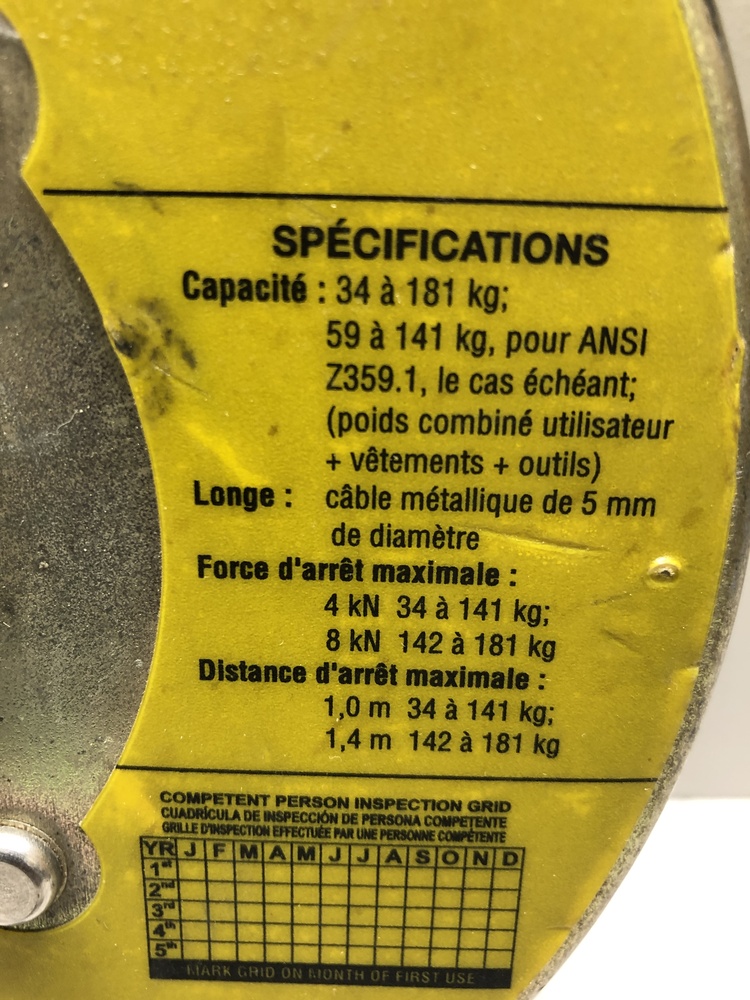 SPÉCIFICATIONS
Capacité : 34 à 181 kg;
59 à 141 kg, pour ANSI
Z359.1, le cas échéant;
(poids combiné utilisateur
+ vêtements + outils)
Longe : câble métallique de 5 mm
de diamètre
Force d'arrêt maximale :
4 kN 34 à 141 kg;
8 kN 142 à 181 kg
Distance d'arrêt maximale :
1,0 m 34 à 141 kg;
1,4 m 142 à 181 kg
COMPETENT PERSON INSPECTION GRID
CUADRÍCULA DE INSPECCIÓN DE PERSONA COMPETENTE
GRILLE D'INSPECTION EFFECTUÉE PAR UNE PERSONNE COMPÉTENTE
YR J F M A M J J A S O N D
1st
2nd
3rd
4th
5th
MARK GRID ON MONTH OF FIRST USE